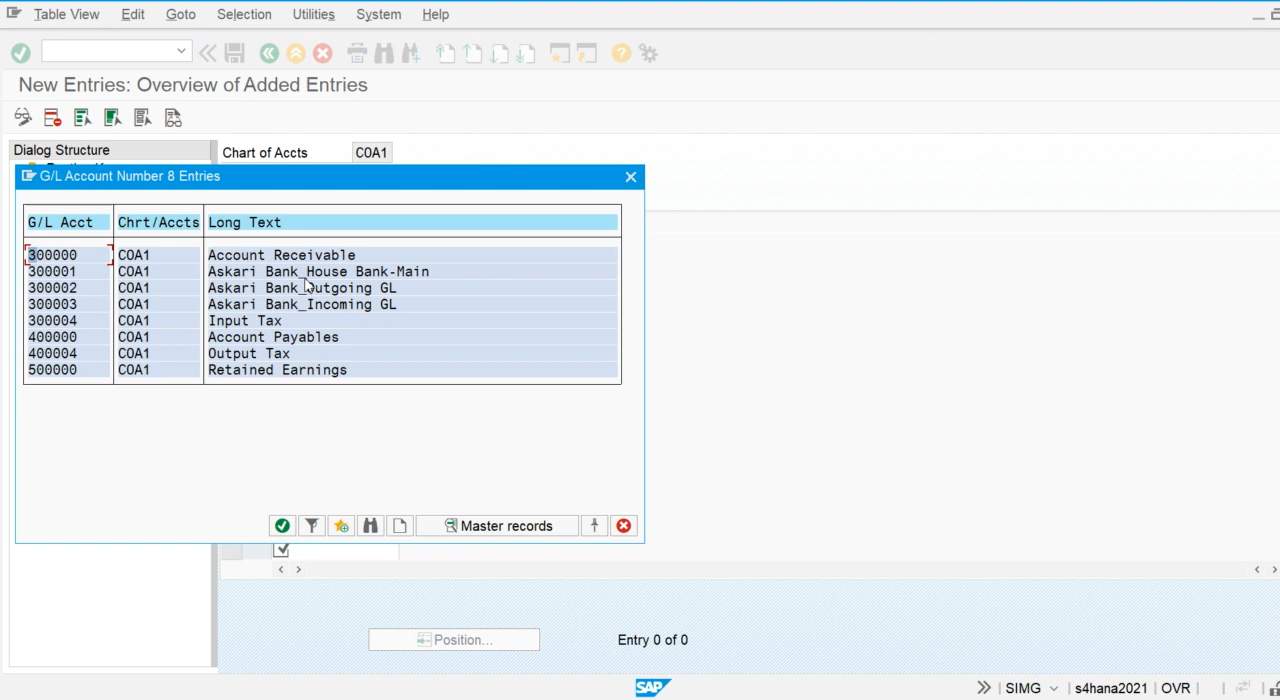 Table View Edit Goto Selection Utilities System Help
New Entries: Overview of Added Entries
Dialog Structure
Chart of Accts COA1
G/L Account Number 8 Entries
G/L Acct Chrt/Accts Long Text
300000 COA1 Account Receivable
300001 COA1 Askari Bank_House Bank-Main
300002 COA1 Askari Bank_Outgoing GL
300003 COA1 Askari Bank_Incoming GL
300004 COA1 Input Tax
400000 COA1 Account Payables
400004 COA1 Output Tax
500000 COA1 Retained Earnings
Master records
Position... Entry 0 of 0
SAP
SIMG s4hana2021 OVR